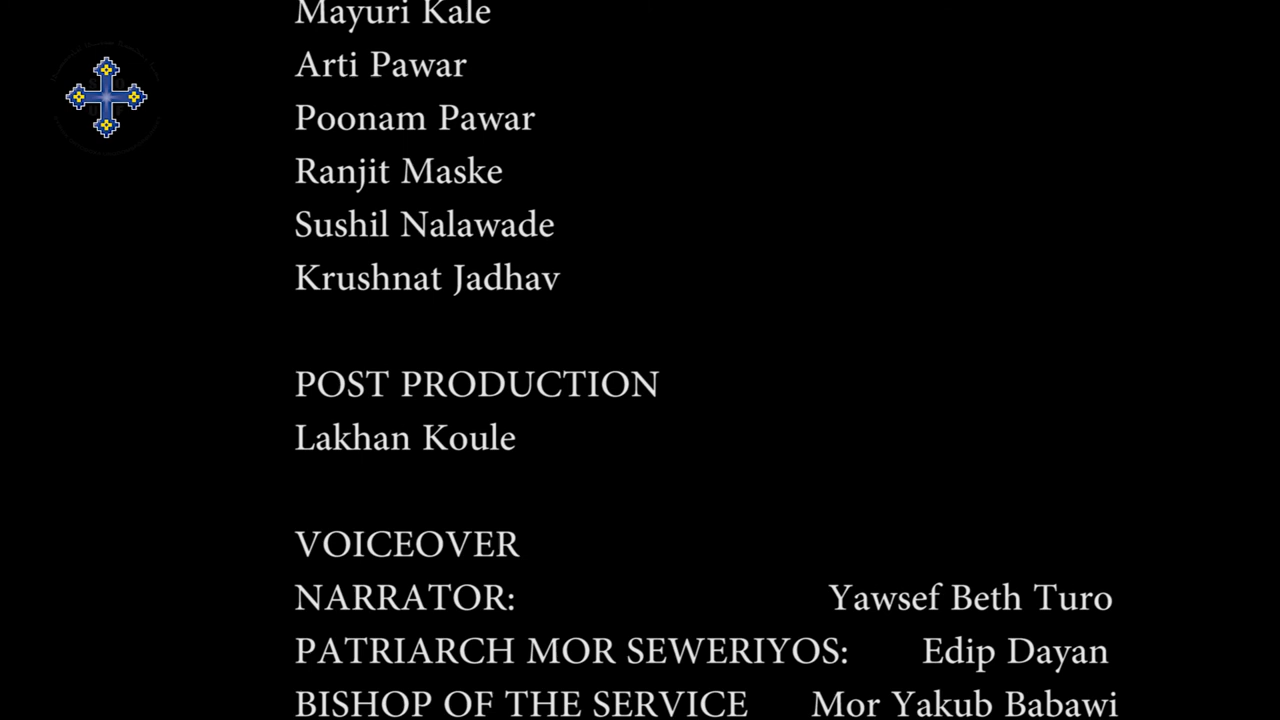 Mayuri Kale
Arti Pawar
Poonam Pawar
Ranjit Maske
Sushil Nalawade
Krushnat Jadhav
POST PRODUCTION
Lakhan Koule
VOICEOVER
NARRATOR: Yawsef Beth Turo
PATRIARCH MOR SEWERIYOS: Edip Dayan
BISHOP OF THE SERVICE Mor Yakub Babawi